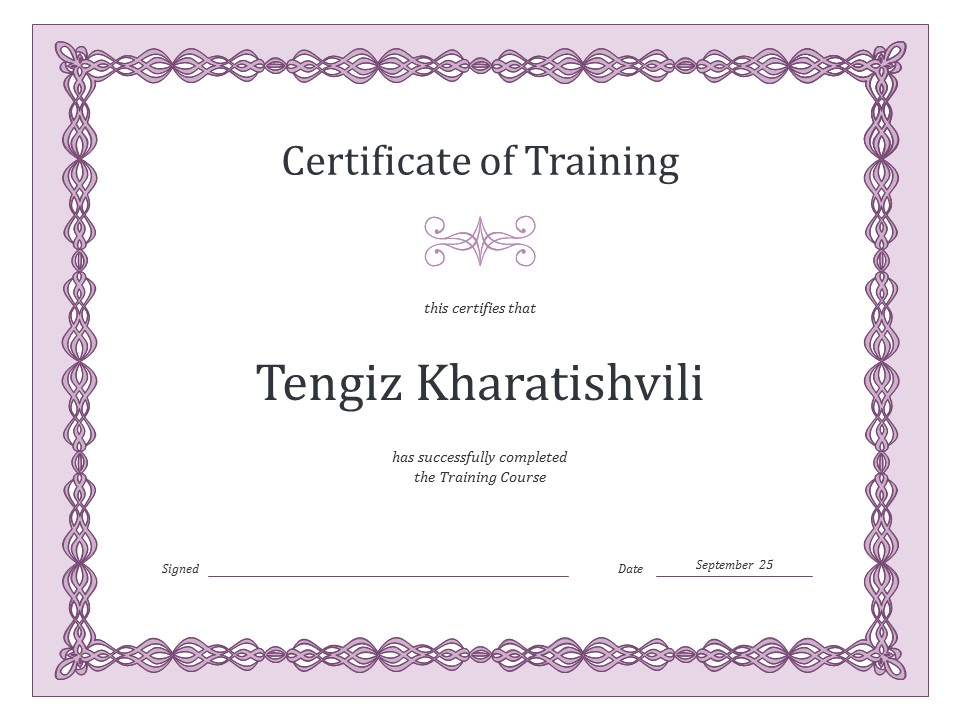 Certificate of Training
this certifies that
Tengiz Kharatishvili
has successfully completed
the Training Course
Signed
Date September 25